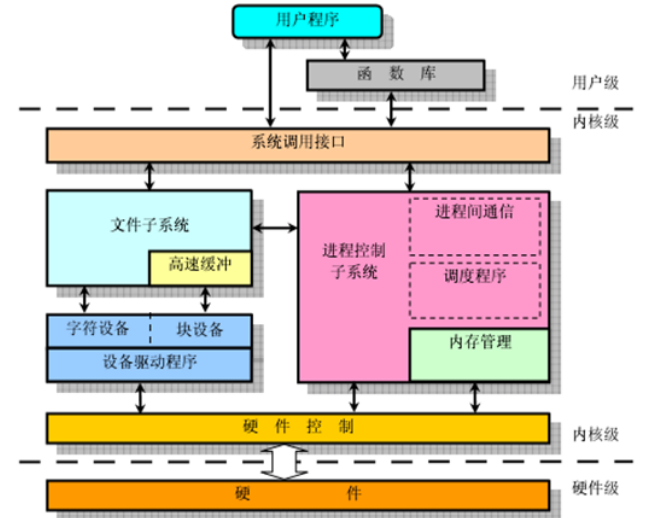 用户程序
函 数 库
用户级
内核级
系统调用接口
文件子系统
高速缓冲
进程控制
子系统
进程间通信
调度程序
内存管理
字符设备
块设备
设备驱动程序
硬 件 控 制
内核级
硬 件
硬件级